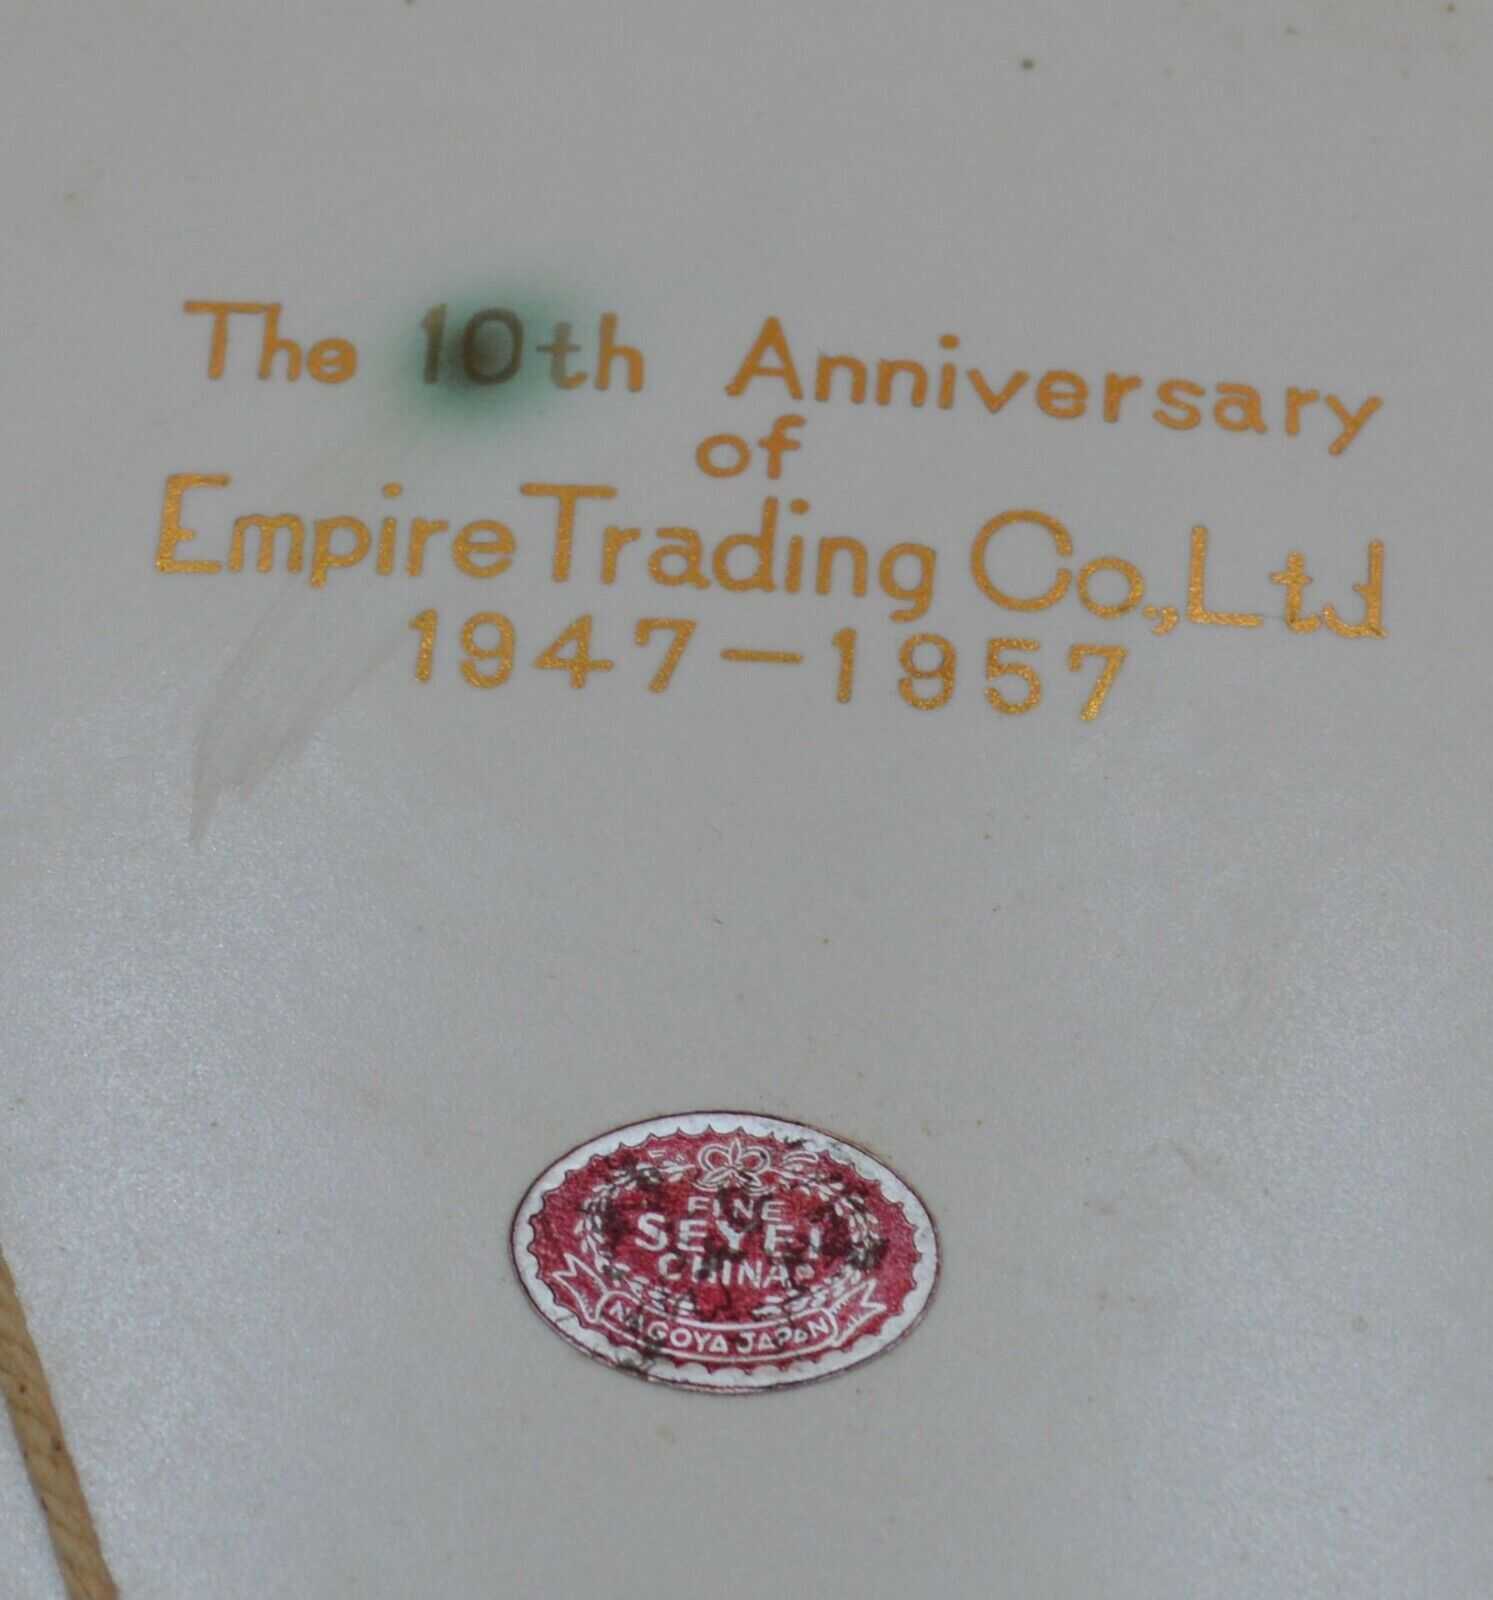 The 10th Anniversary
of
Empire Trading Co., Ltd
1947-1957
FINE
SEYEI
CHINA
NAGOYA JAPAN